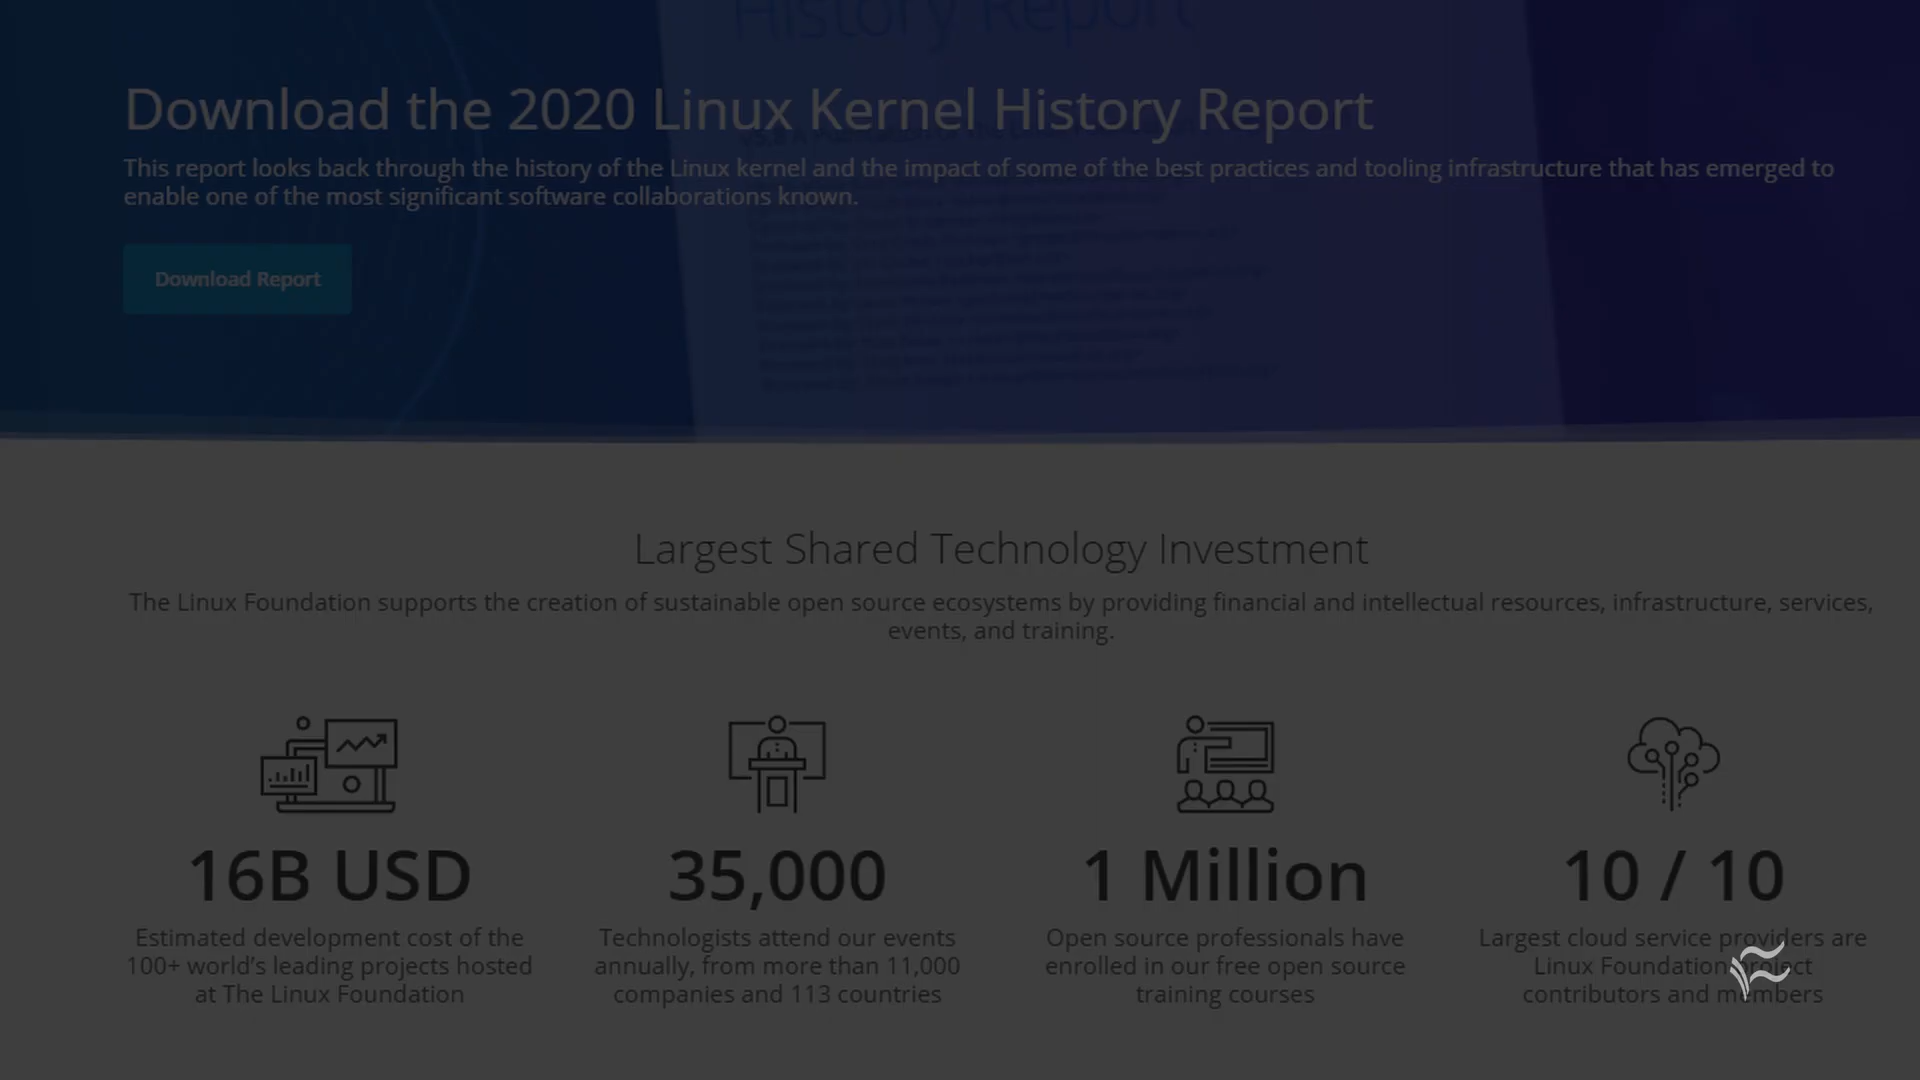 History Report
Download the 2020 Linux Kernel History Report
This report looks back through the history of the Linux kernel and the impact of some of the best practices and tooling infrastructure that has emerged to
enable one of the most significant software collaborations known.
Download Report
Largest Shared Technology Investment
The Linux Foundation supports the creation of sustainable open source ecosystems by providing financial and intellectual resources, infrastructure, services,
events, and training.
16B USD
Estimated development cost of the
100+ world's leading projects hosted
at The Linux Foundation
35,000
Technologists attend our events
annually, from more than 11,000
companies and 113 countries
1 Million
Open source professionals have
enrolled in our free open source
training courses
10 / 10
Largest cloud service providers are
Linux Foundation project
contributors and members